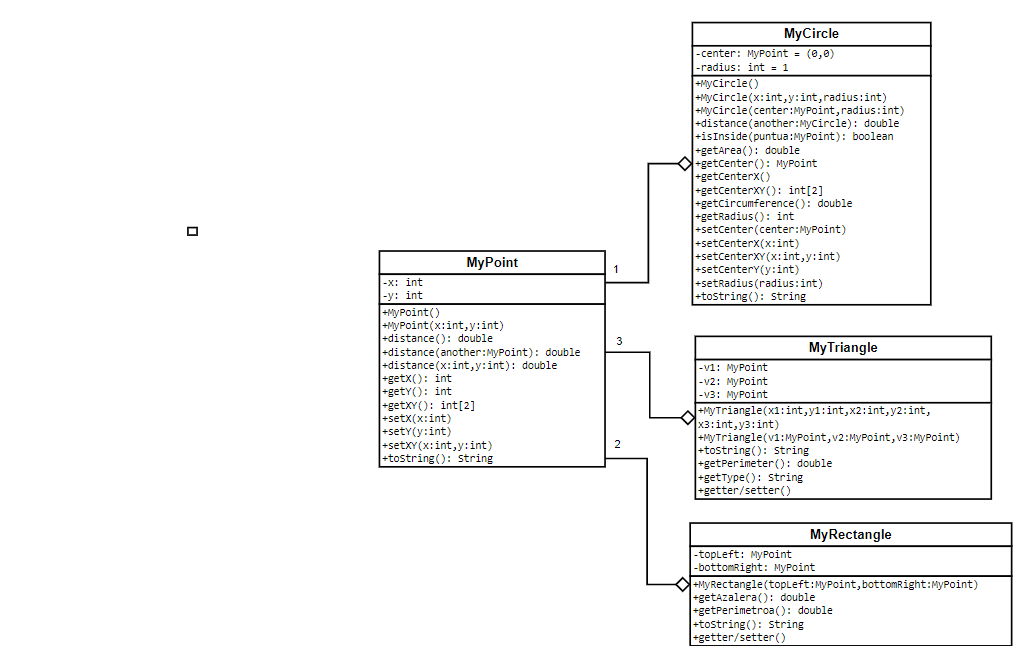 MyCircle
-center: MyPoint = (0,0)
-radius: int = 1
+MyCircle()
+MyCircle(x:int,y:int,radius:int)
+MyCircle(center:MyPoint,radius:int)
+distance(another:MyCircle): double
+isInside(puntua:MyPoint): boolean
+getArea(): double
+getCenter(): MyPoint
+getCenterX()
+getCenterXY(): int[2]
+getCircumference(): double
+getRadius(): int
+setCenter(center:MyPoint)
+setCenterX(x:int)
+setCenterXY(x:int,y:int)
+setCenterY(y:int)
+setRadius(radius:int)
+toString(): String
MyPoint
-x: int
-y: int
+MyPoint()
+MyPoint(x:int,y:int)
+distance(): double
+distance(another:MyPoint): double
+distance(x:int,y:int): double
+getX(): int
+getY(): int
+getXY(): int[2]
+setX(x:int)
+setY(y:int)
+setXY(x:int,y:int)
+toString(): String
1
3
2
MyTriangle
-v1: MyPoint
-v2: MyPoint
-v3: MyPoint
+MyTriangle(x1:int,y1:int,x2:int,y2:int,
x3:int,y3:int)
+MyTriangle(v1:MyPoint,v2:MyPoint,v3:MyPoint)
+toString(): String
+getPerimeter(): double
+getType(): String
+getter/setter()
MyRectangle
-topLeft: MyPoint
-bottomRight: MyPoint
+MyRectangle(topLeft:MyPoint,bottomRight:MyPoint)
+getAzalera(): double
+getPerimetroa(): double
+toString(): String
+getter/setter()